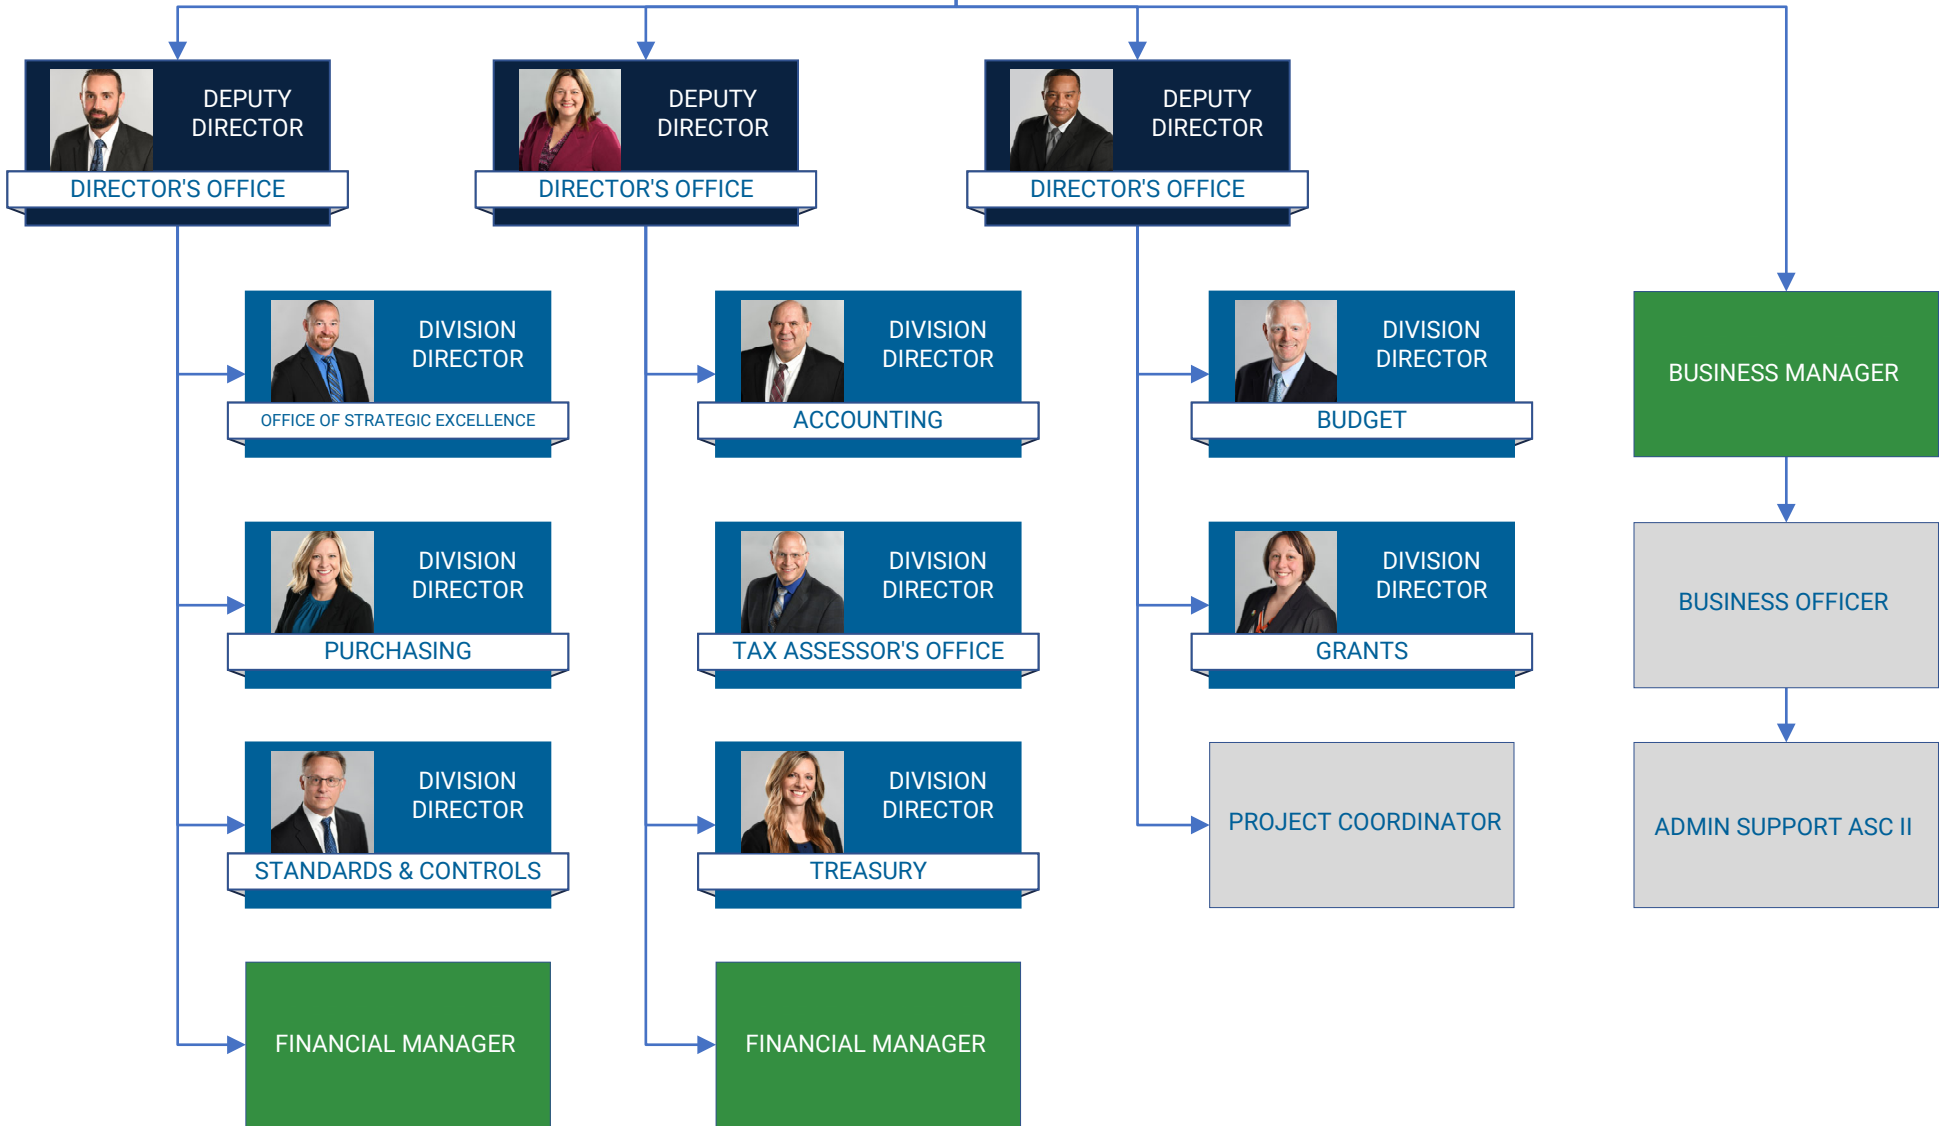 DEPUTY
DIRECTOR
DIRECTOR'S OFFICE
DEPUTY
DIRECTOR
DIRECTOR'S OFFICE
DEPUTY
DIRECTOR
DIRECTOR'S OFFICE
DIVISION
DIRECTOR
OFFICE OF STRATEGIC EXCELLENCE
DIVISION
DIRECTOR
ACCOUNTING
DIVISION
DIRECTOR
BUDGET
BUSINESS MANAGER
DIVISION
DIRECTOR
PURCHASING
DIVISION
DIRECTOR
TAX ASSESSOR'S OFFICE
DIVISION
DIRECTOR
GRANTS
BUSINESS OFFICER
DIVISION
DIRECTOR
STANDARDS & CONTROLS
DIVISION
DIRECTOR
TREASURY
PROJECT COORDINATOR
ADMIN SUPPORT ASC II
FINANCIAL MANAGER
FINANCIAL MANAGER